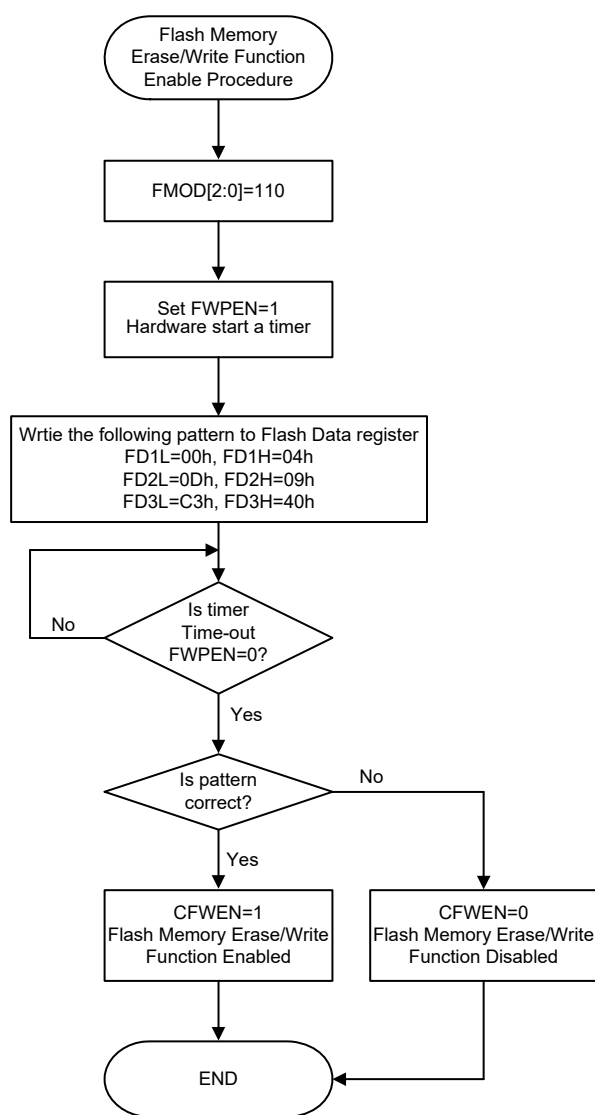 Flash Memory
Erase/Write Function
Enable Procedure
FMOD[2:0]=110
Set FWPEN=1
Hardware start a timer
Wrtie the following pattern to Flash Data register
FD1L=00h, FD1H=04h
FD2L=0Dh, FD2H=09h
FD3L=C3h, FD3H=40h
Is timer
Time-out
FWPEN=0?
No
Yes
Is pattern
correct?
No
Yes
CFWEN=1
Flash Memory Erase/Write
Function Enabled
CFWEN=0
Flash Memory Erase/Write
Function Disabled
END